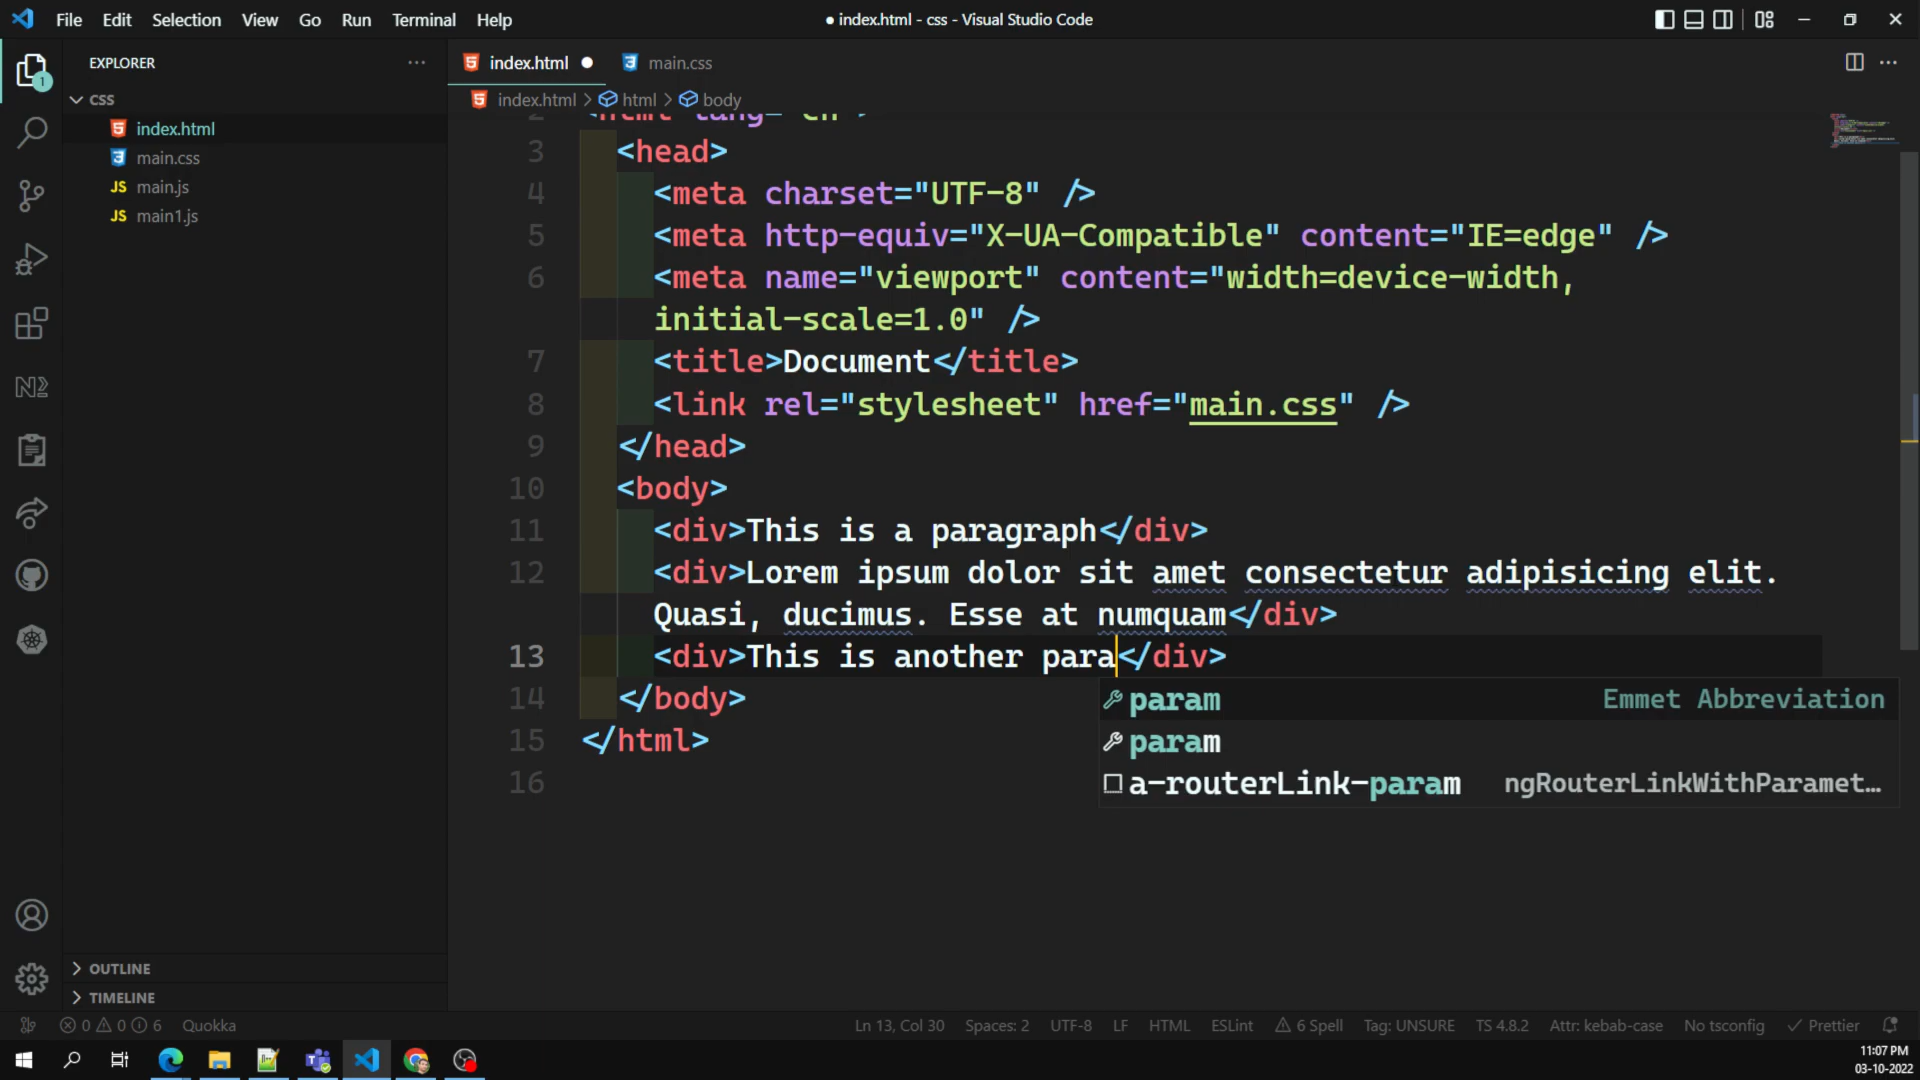 File Edit Selection View Go Run Terminal Help
● index.html - css - Visual Studio Code
EXPLORER
1
CSS
index.html
main.css
JS main.js
JS main1.js
OUTLINE
TIMELINE
index.html ●
main.css
index.html > html > body
2 <html lang="en">
3 <head>
4 <meta charset="UTF-8" />
5 <meta http-equiv="X-UA-Compatible" content="IE=edge" />
6 <meta name="viewport" content="width=device-width,
initial-scale=1.0" />
7 <title>Document</title>
8 <link rel="stylesheet" href="main.css" />
9 </head>
10 <body>
11 <div>This is a paragraph</div>
12 <div>Lorem ipsum dolor sit amet consectetur adipisicing elit.
Quasi, ducimus. Esse at numquam</div>
13 <div>This is another para</div>
14 </body>
15 </html>
16
param Emmet Abbreviation
param
a-routerLink-param ngRouterLinkWithParamet…
0 0 6 Quokka
Ln 13, Col 30 Spaces: 2 UTF-8 LF HTML ESLint 6 Spell Tag: UNSURE TS 4.8.2 Attr: kebab-case No tsconfig Prettier
11:07 PM
03-10-2022